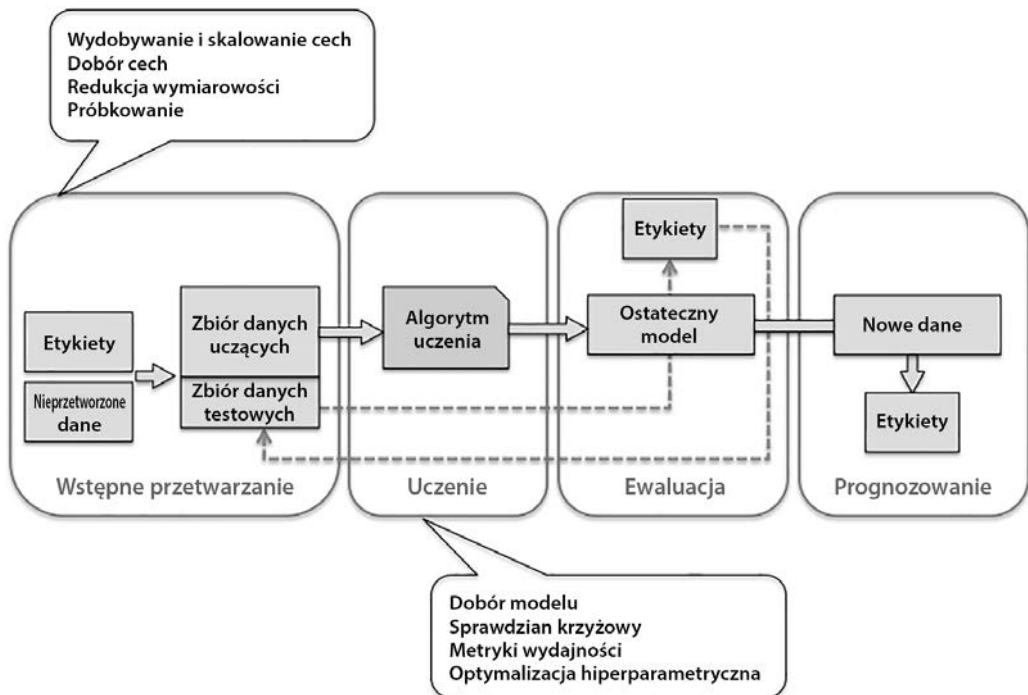 Wydobywanie i skalowanie cech
Dobór cech
Redukcja wymiarowości
Próbkowanie
Etykiety
Nieprzetworzone
dane
Zbiór danych
uczących
Zbiór danych
testowych
Wstępne przetwarzanie
Algorytm
uczenia
Uczenie
Etykiety
Ostateczny
model
Ewaluacja
Nowe dane
Etykiety
Prognozowanie
Dobór modelu
Sprawdzian krzyżowy
Metryki wydajności
Optymalizacja hiperparametryczna